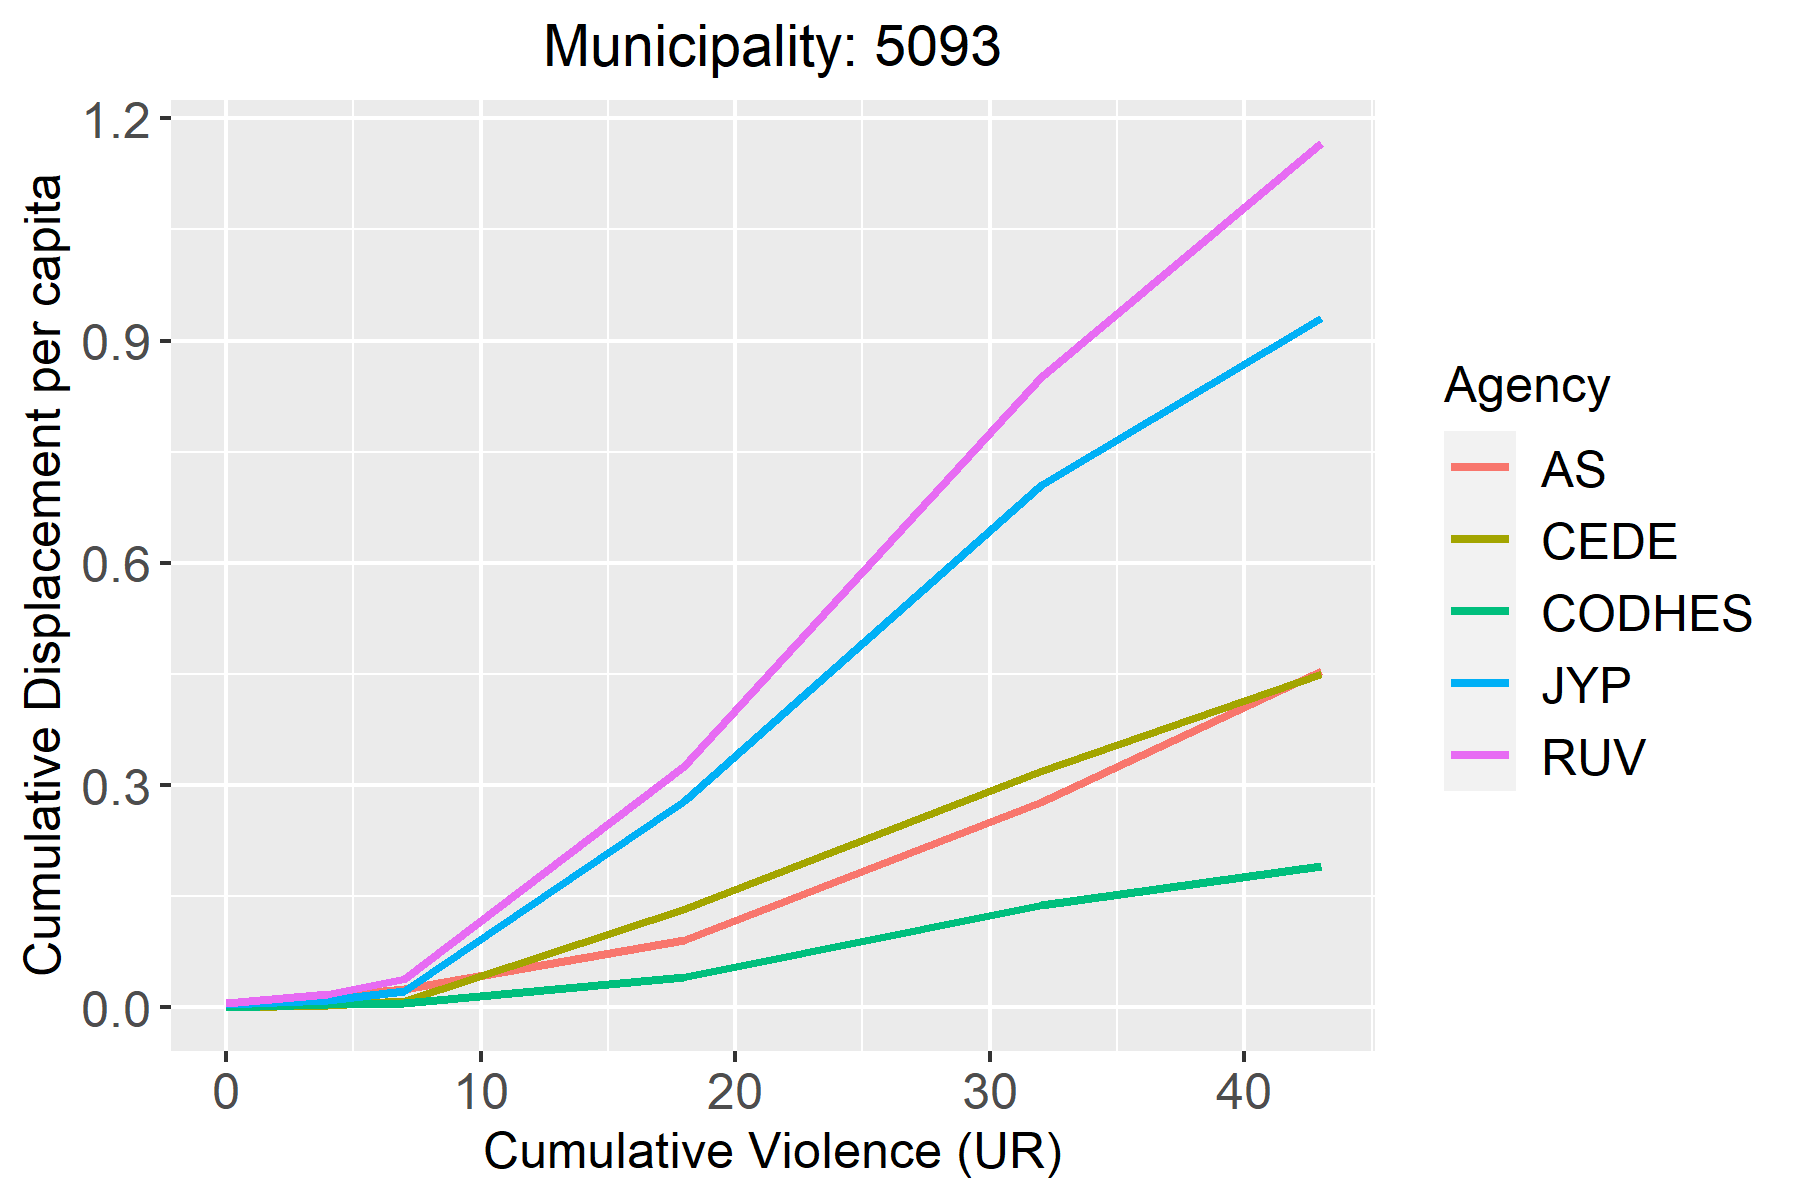 Municipality: 5093
Cumulative Displacement per capita
1.2
0.9
0.6
0.3
0.0
0 10 20 30 40
Cumulative Violence (UR)
Agency
AS
CEDE
CODHES
JYP
RUV